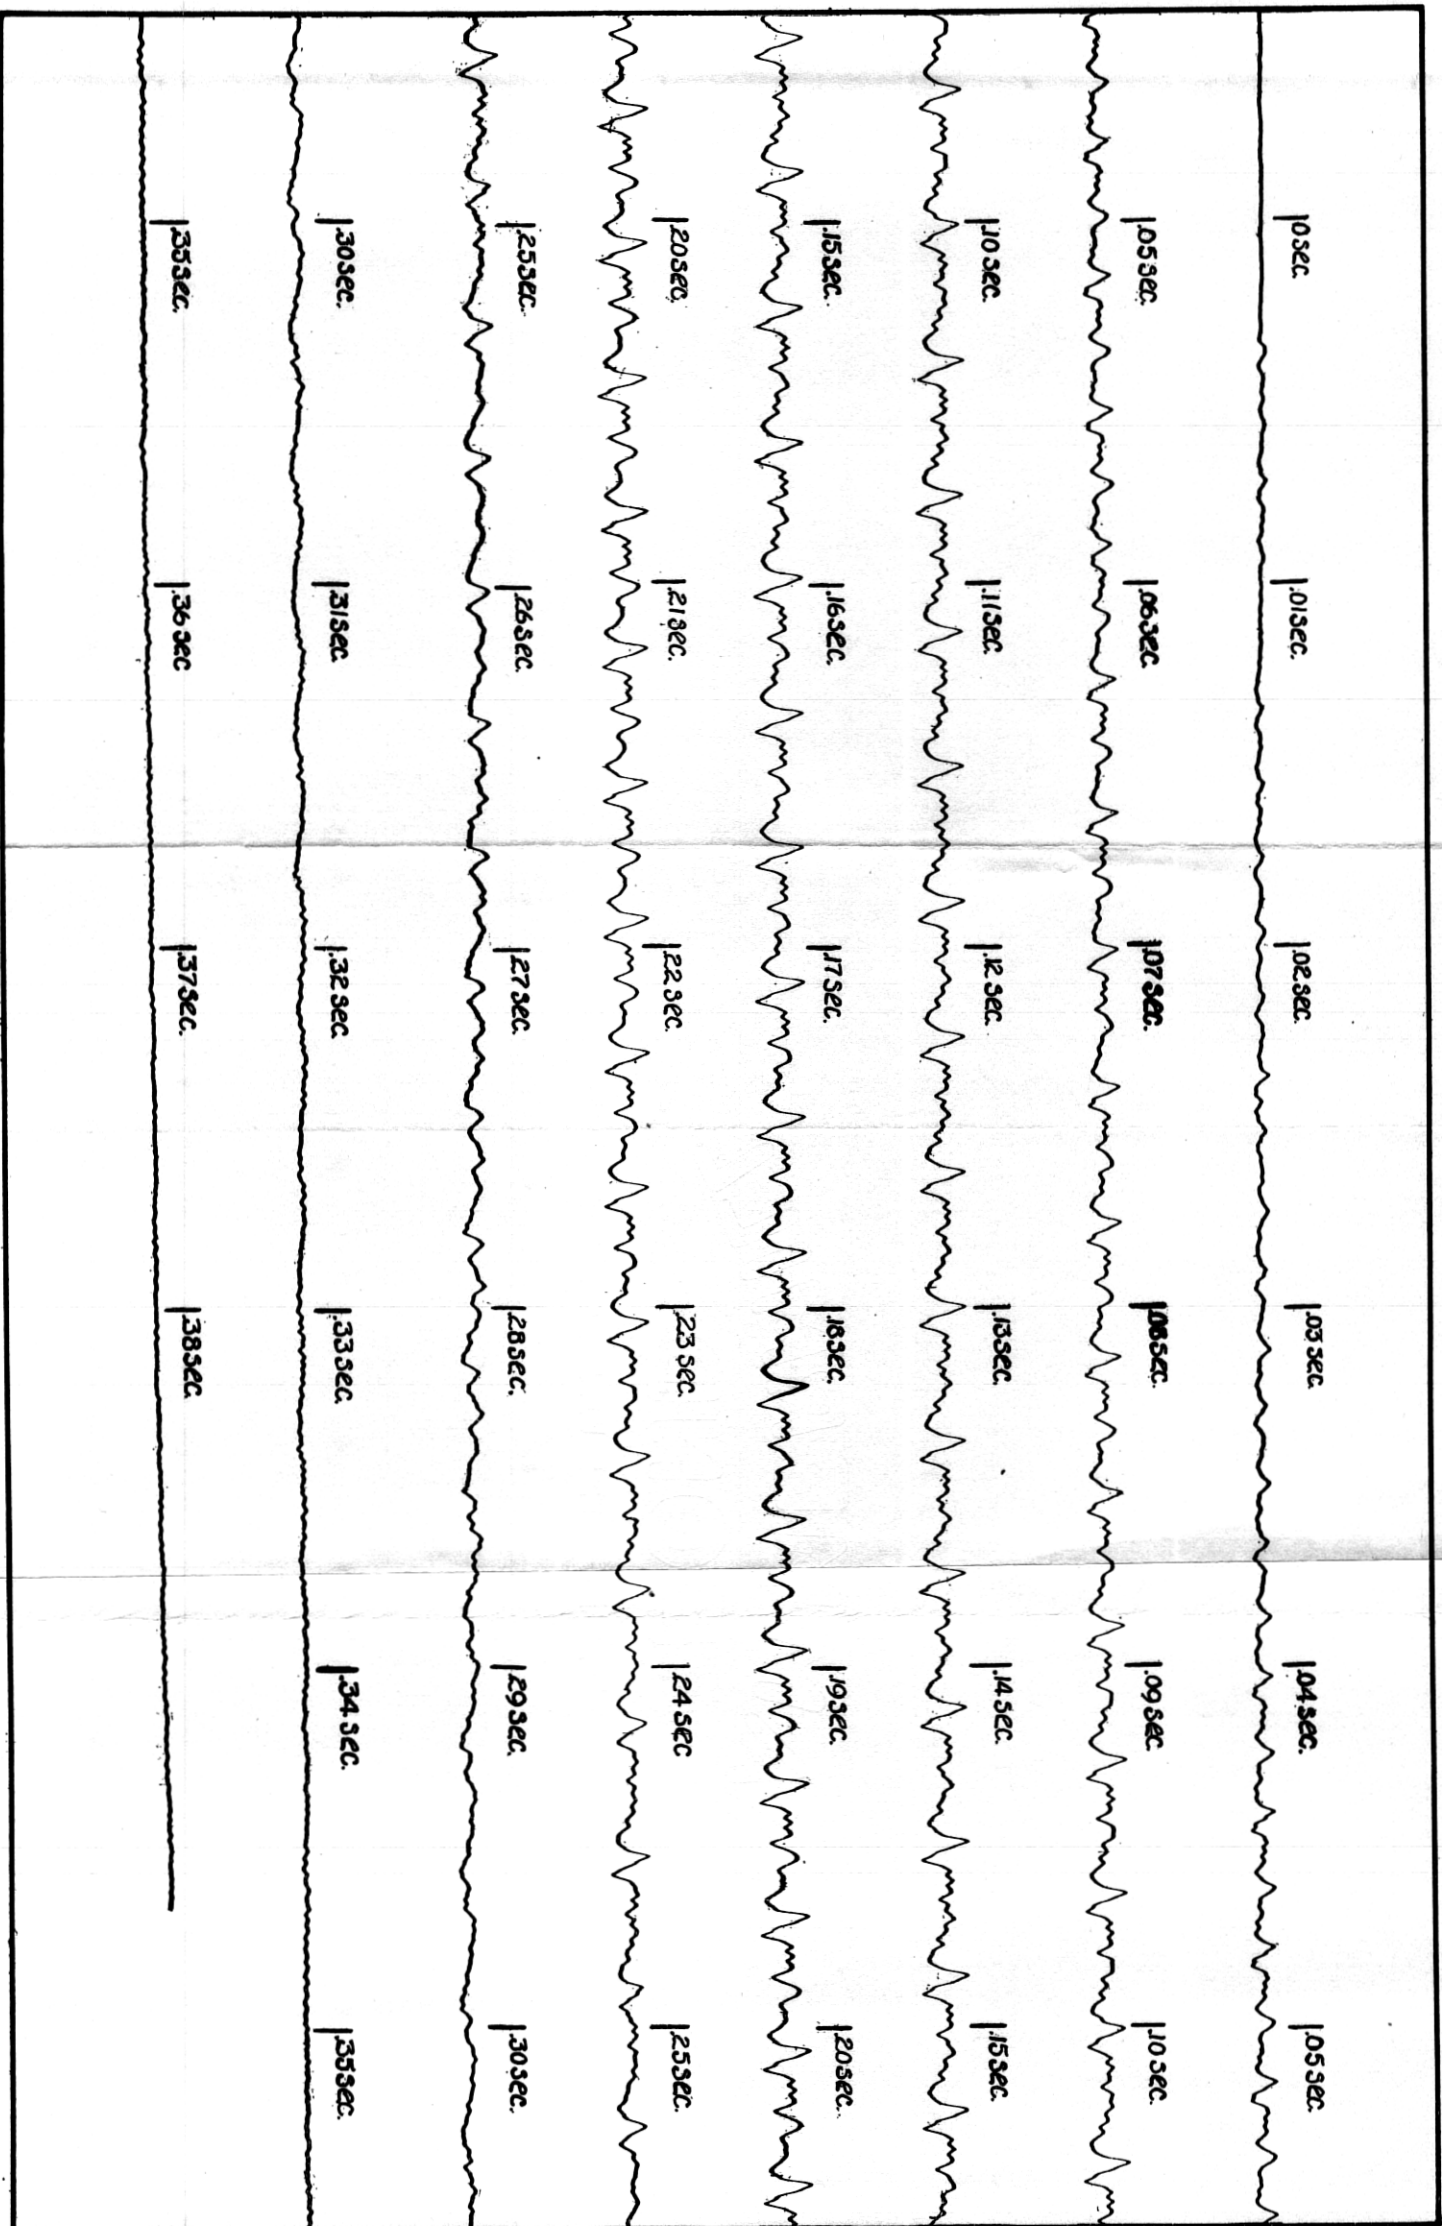 0 sec.
.01 sec.
.02 sec.
.03 sec.
.04 sec.
.05 sec.
.05 sec.
.06 sec.
.07 sec.
.08 sec.
.09 sec.
.10 sec.
.10 sec.
.11 sec.
.12 sec.
.13 sec.
.14 sec.
.15 sec.
.15 sec.
.16 sec.
.17 sec.
.18 sec.
.19 sec.
.20 sec.
.20 sec.
.21 sec.
.22 sec.
.23 sec.
.24 sec
.25 sec.
.25 sec.
.26 sec.
.27 sec.
.28 sec.
.29 sec.
.30 sec.
.30 sec.
.31 sec.
.32 sec.
.33 sec.
.34 sec.
.35 sec.
.35 sec.
.36 sec
.37 sec.
.38 sec.